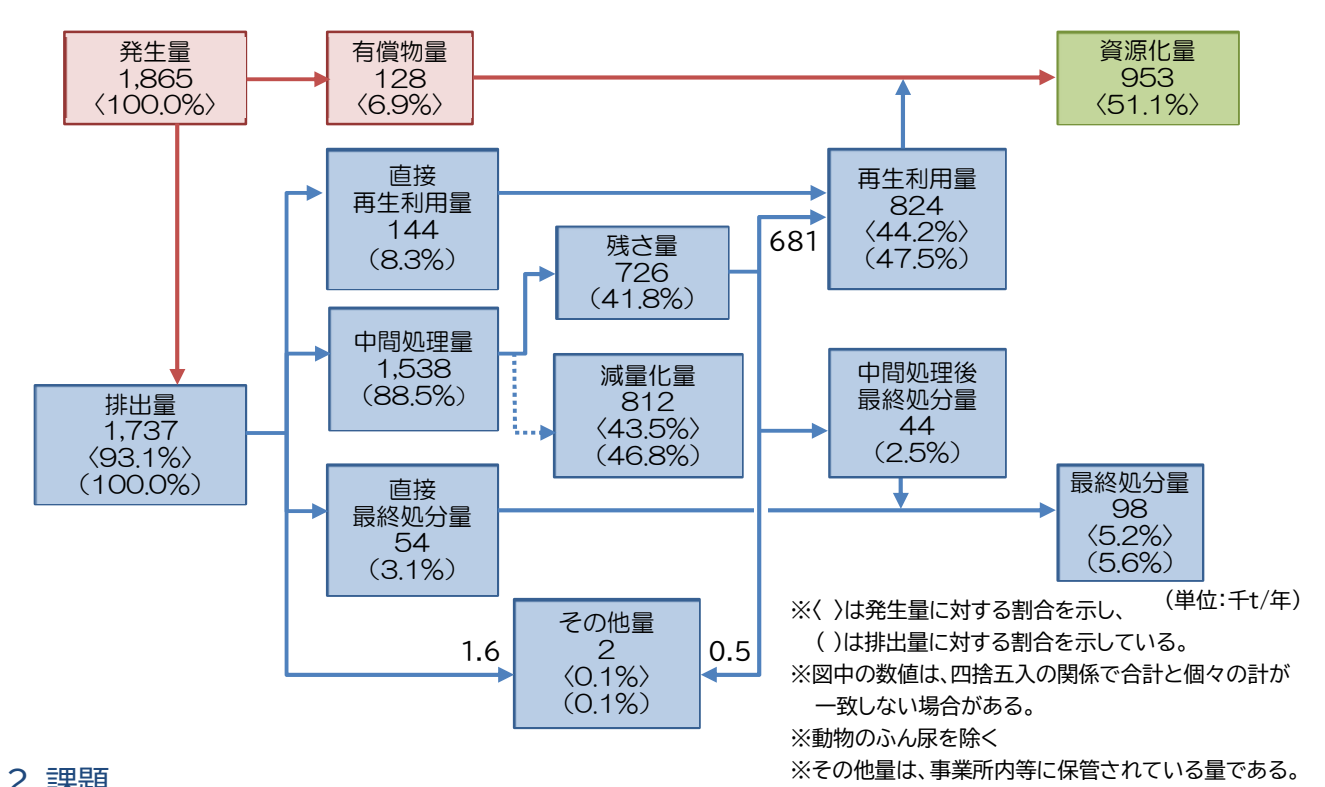 発生量
1,865
〈100.0%〉
有償物量
128
〈6.9%〉
資源化量
953
〈51.1%〉
直接
再生利用量
144
(8.3%)
再生利用量
824
〈44.2%〉
(47.5%)
681
残さ量
726
(41.8%)
中間処理量
1,538
(88.5%)
減量化量
812
〈43.5%〉
(46.8%)
中間処理後
最終処分量
44
(2.5%)
排出量
1,737
〈93.1%〉
(100.0%)
直接
最終処分量
54
(3.1%)
最終処分量
98
〈5.2%〉
(5.6%)
その他量
2
〈0.1%〉
(0.1%)
1.6
0.5
(単位:千t/年)
※〈 〉は発生量に対する割合を示し、
( )は排出量に対する割合を示している。
※図中の数値は、四捨五入の関係で合計と個々の計が
一致しない場合がある。
※動物のふん尿を除く
※その他量は、事業所内等に保管されている量である。
2 課題